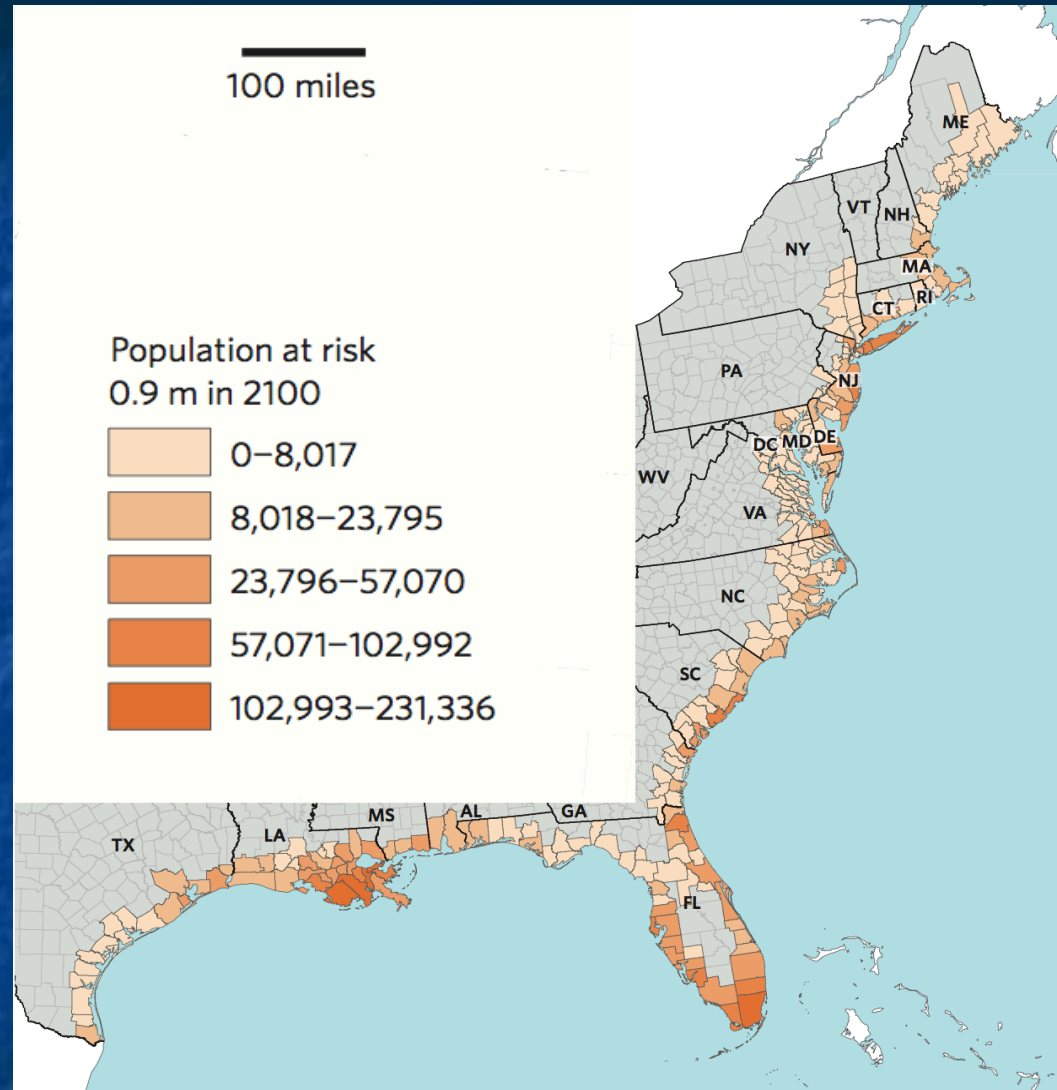 100 miles
Population at risk
0.9 m in 2100
0–8,017
8,018–23,795
23,796–57,070
57,071–102,992
102,993–231,336
ME
VT
NH
NY
MA
CT
RI
PA
NJ
DC
MD
DE
WV
VA
NC
SC
TX
LA
MS
AL
GA
FL